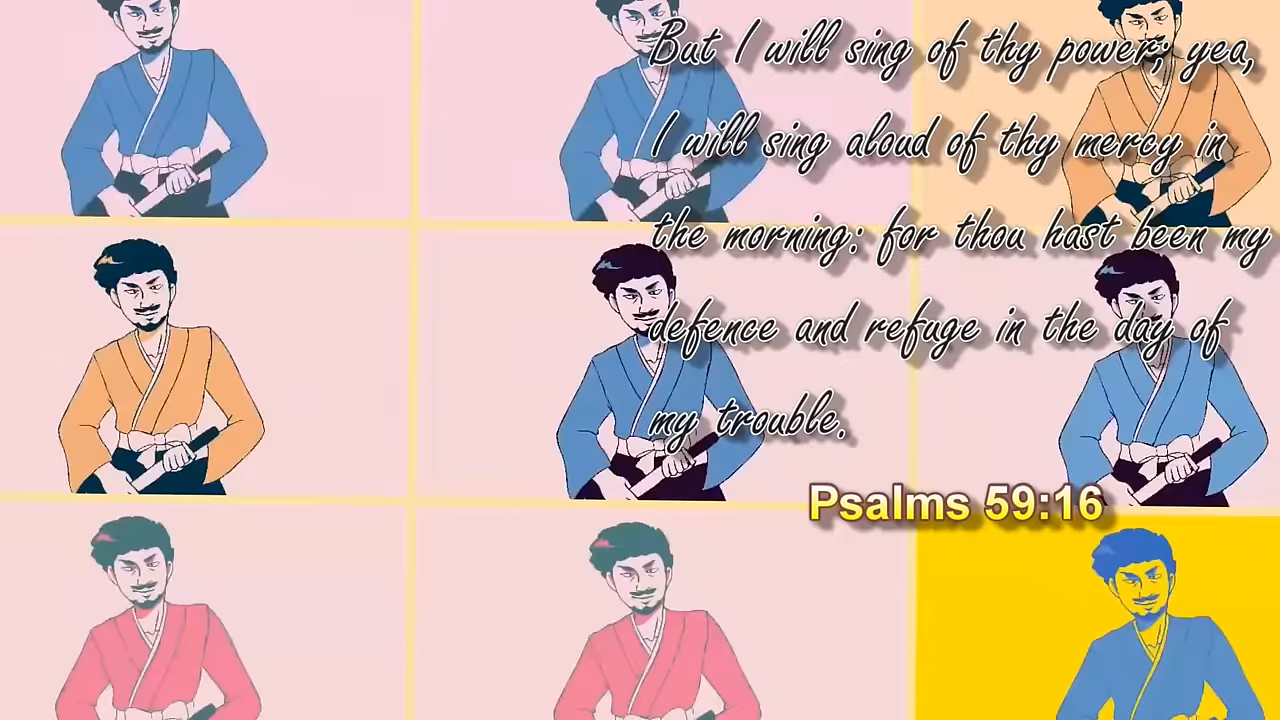 But I will sing of thy power; yea,
I will sing aloud of thy mercy in
the morning: for thou hast been my
defence and refuge in the day of
my trouble.
Psalms 59:16